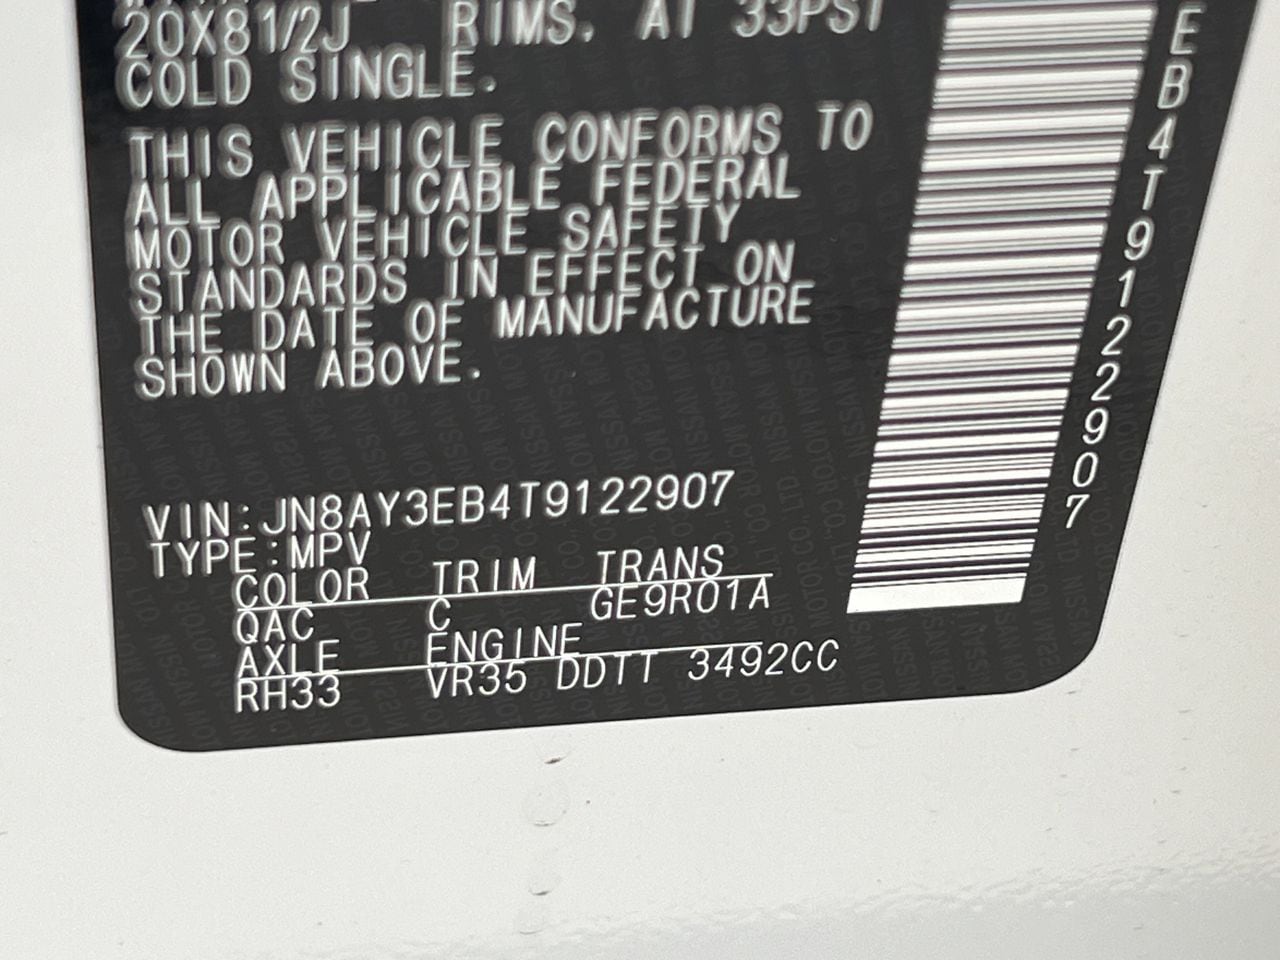 20X81/2J RIMS. AT 33PSI
COLD SINGLE.
THIS VEHICLE CONFORMS TO
ALL APPLICABLE FEDERAL
MOTOR VEHICLE SAFETY
STANDARDS IN EFFECT ON
THE DATE OF MANUFACTURE
SHOWN ABOVE.
VIN:JN8AY3EB4T9122907
TYPE:MPV
COLOR TRIM TRANS
QAC C GE9R01A
AXLE ENGINE
RH33 VR35 DDTT 3492CC
EB4T9122907